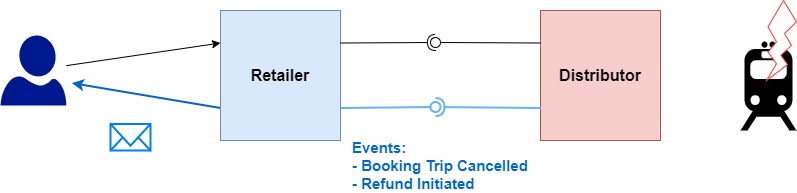 Retailer
Distributor
Events:
- Booking Trip Cancelled
- Refund Initiated